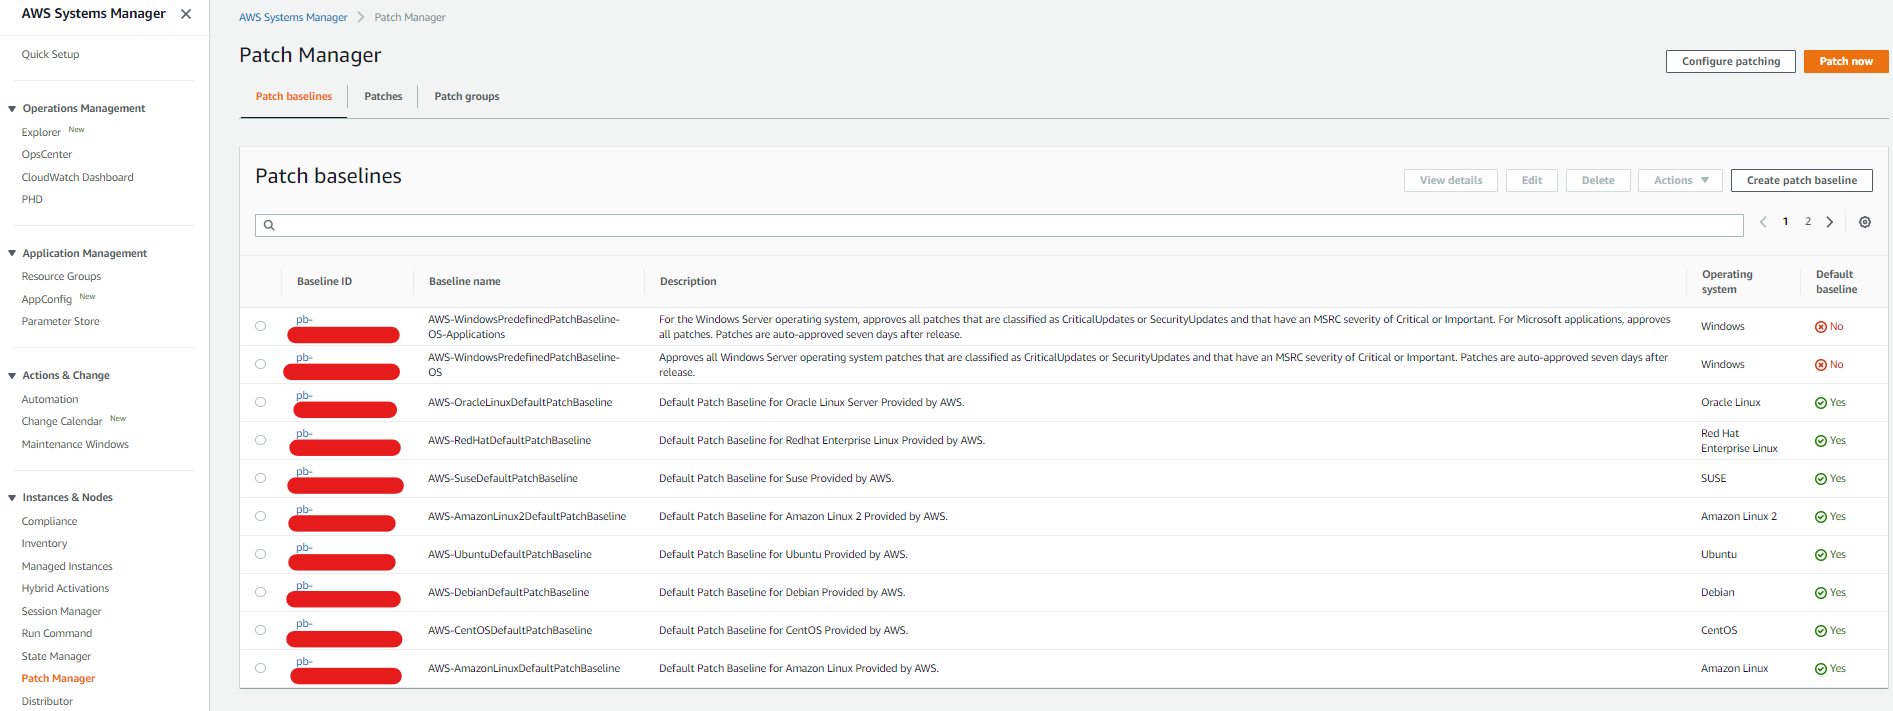 AWS Systems Manager
Quick Setup
Operations Management
Explorer New
OpsCenter
CloudWatch Dashboard
PHD
Application Management
Resource Groups
AppConfig New
Parameter Store
Actions & Change
Automation
Change Calendar New
Maintenance Windows
Instances & Nodes
Compliance
Inventory
Managed Instances
Hybrid Activations
Session Manager
Run Command
State Manager
Patch Manager
Distributor
AWS Systems Manager Patch Manager
Patch Manager
Configure patching Patch now
Patch baselines Patches Patch groups
Patch baselines
View details Edit Delete Actions Create patch baseline
1 2
Baseline ID Baseline name Description Operating system Default baseline
pb-
AWS-WindowsPredefinedPatchBaseline-
OS-Applications
For the Windows Server operating system, approves all patches that are classified as CriticalUpdates or SecurityUpdates and that have an MSRC severity of Critical or Important. For Microsoft applications, approves
all patches. Patches are auto-approved seven days after release.
Windows No
pb-
AWS-WindowsPredefinedPatchBaseline-
OS
Approves all Windows Server operating system patches that are classified as CriticalUpdates or SecurityUpdates and that have an MSRC severity of Critical or Important. Patches are auto-approved seven days after
release.
Windows No
pb-
AWS-OracleLinuxDefaultPatchBaseline Default Patch Baseline for Oracle Linux Server Provided by AWS. Oracle Linux Yes
pb-
AWS-RedHatDefaultPatchBaseline Default Patch Baseline for Redhat Enterprise Linux Provided by AWS. Red Hat Enterprise Linux Yes
pb-
AWS-SuseDefaultPatchBaseline Default Patch Baseline for Suse Provided by AWS. SUSE Yes
pb-
AWS-AmazonLinux2DefaultPatchBaseline Default Patch Baseline for Amazon Linux 2 Provided by AWS. Amazon Linux 2 Yes
pb-
AWS-UbuntuDefaultPatchBaseline Default Patch Baseline for Ubuntu Provided by AWS. Ubuntu Yes
pb-
AWS-DebianDefaultPatchBaseline Default Patch Baseline for Debian Provided by AWS. Debian Yes
pb-
AWS-CentOSDefaultPatchBaseline Default Patch Baseline for CentOS Provided by AWS. CentOS Yes
pb-
AWS-AmazonLinuxDefaultPatchBaseline Default Patch Baseline for Amazon Linux Provided by AWS. Amazon Linux Yes